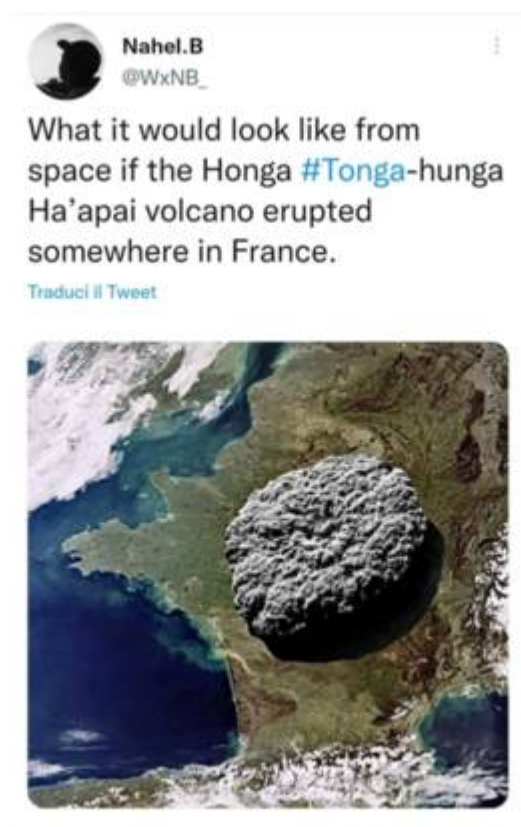 Nahel.B
@WxNB_
What it would look like from
space if the Honga #Tonga-hunga
Ha'apai volcano erupted
somewhere in France.
Traduci il Tweet